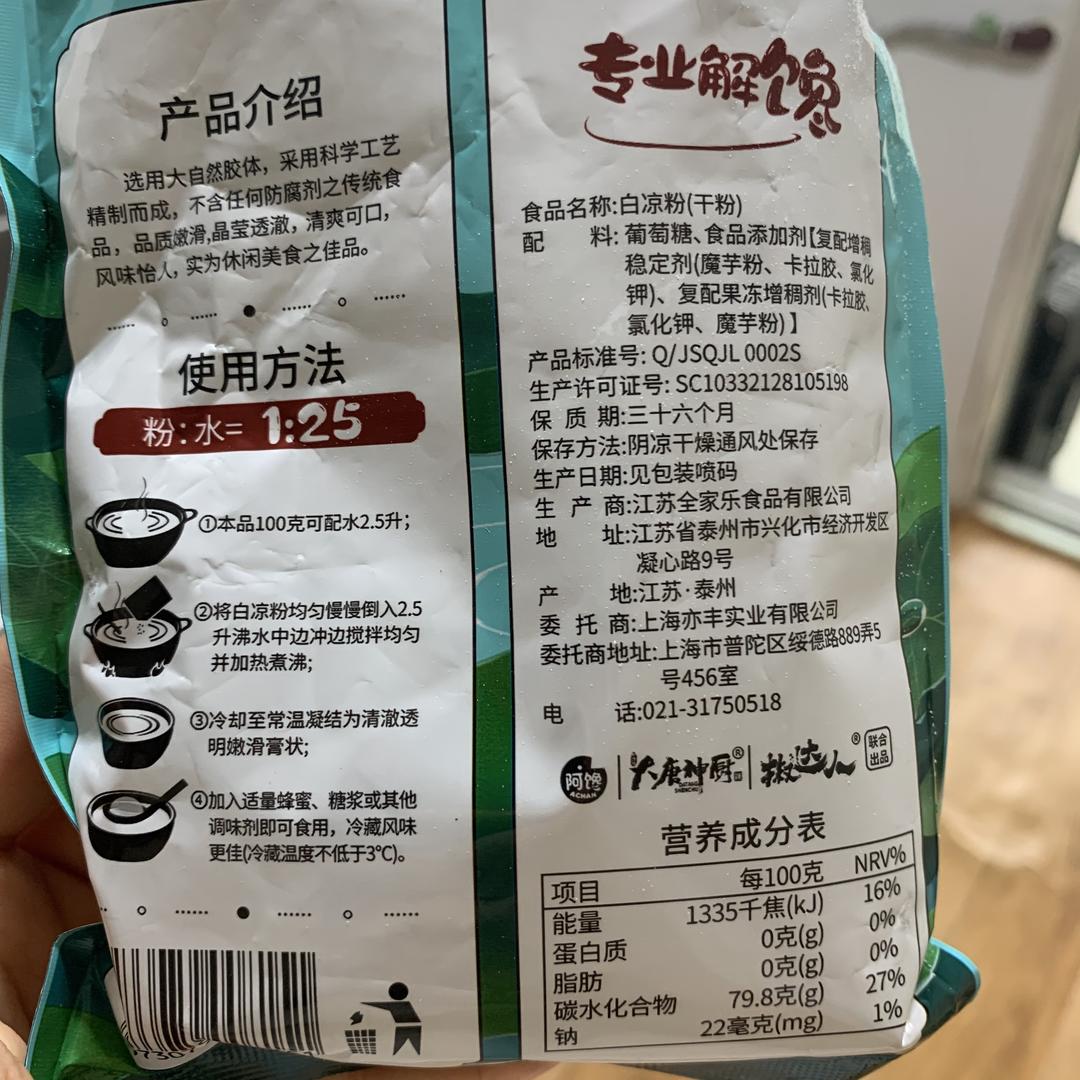 产品介绍
选用大自然胶体，采用科学工艺
精制而成，不含任何防腐剂之传统食
品，品质嫩滑,晶莹透澈，清爽可口，
风味怡人，实为休闲美食之佳品。
使用方法
粉:水= 1:25
①本品100克可配水2.5升；
②将白凉粉均匀慢慢倒入2.5
升沸水中边冲边搅拌均匀
并加热煮沸;
③冷却至常温凝结为清澈透
明嫩滑膏状;
④加入适量蜂蜜、糖浆或其他
调味剂即可食用，冷藏风味
更佳(冷藏温度不低于3℃)。
专业解馋
食品名称:白凉粉(干粉)
配 料: 葡萄糖、食品添加剂【复配增稠
稳定剂(魔芋粉、卡拉胶、氯化
钾)、复配果冻增稠剂(卡拉胶、
氯化钾、魔芋粉)】
产品标准号: Q/JSQJL 0002S
生产许可证号: SC10332128105198
保 质 期:三十六个月
保存方法:阴凉干燥通风处保存
生产日期:见包装喷码
生 产 商:江苏全家乐食品有限公司
地 址:江苏省泰州市兴化市经济开发区
凝心路9号
产 地:江苏·泰州
委 托 商:上海亦丰实业有限公司
委托商地址:上海市普陀区绥德路889弄5
号456室
电 话:021-31750518
阿馋 ACHAN 大唐神厨® 椒达人® 联合出品
营养成分表
项目 每100克 NRV%
能量 1335千焦(kJ) 16%
蛋白质 0克(g) 0%
脂肪 0克(g) 0%
碳水化合物 79.8克(g) 27%
钠 22毫克(mg) 1%